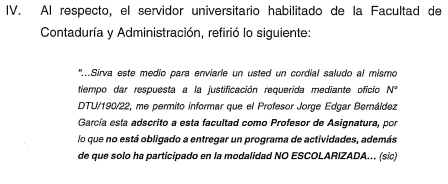 IV. Al respecto, el servidor universitario habilitado de la Facultad de
Contaduría y Administración, refirió lo siguiente:
"...Sirva este medio para enviarle un usted un cordial saludo al mismo
tiempo dar respuesta a la justificación requerida mediante oficio N°
DTU/190/22, me permito informar que el Profesor Jorge Edgar Bernáldez
García esta adscrito a esta facultad como Profesor de Asignatura, por
lo que no está obligado a entregar un programa de actividades, además
de que solo ha participado en la modalidad NO ESCOLARIZADA... (sic)